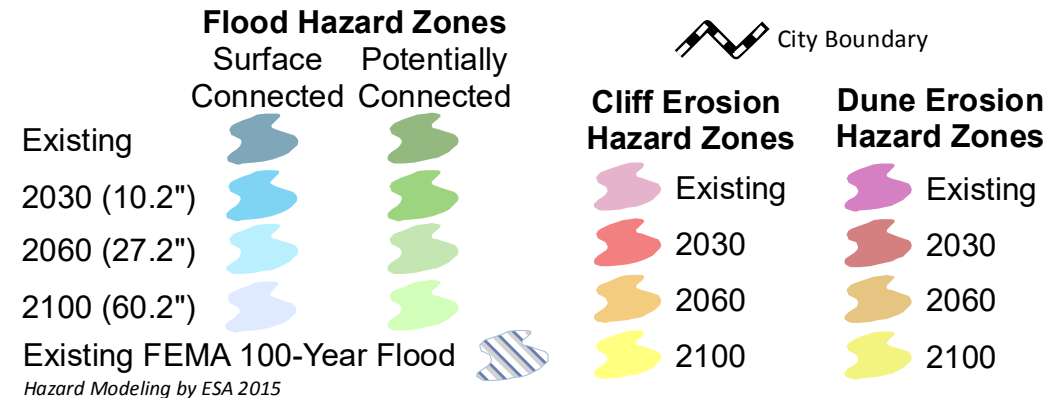 Flood Hazard Zones
Surface Connected
Potentially Connected
Existing
2030 (10.2")
2060 (27.2")
2100 (60.2")
Existing FEMA 100-Year Flood
Hazard Modeling by ESA 2015
City Boundary
Cliff Erosion
Hazard Zones
Existing
2030
2060
2100
Dune Erosion
Hazard Zones
Existing
2030
2060
2100